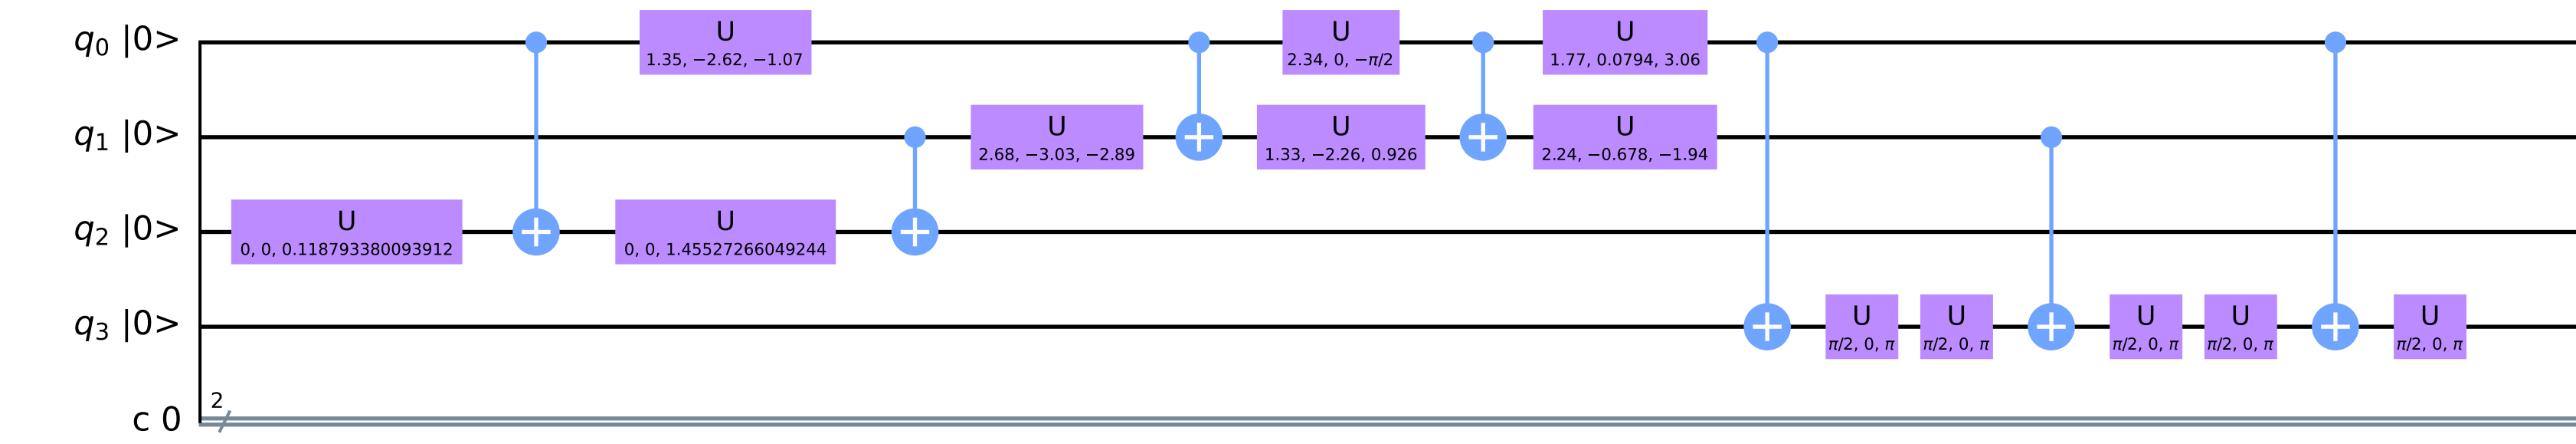 q0 |0>
U
1.35, −2.62, −1.07
U
2.34, 0, −π/2
U
1.77, 0.0794, 3.06
q1 |0>
U
2.68, −3.03, −2.89
U
1.33, −2.26, 0.926
U
2.24, −0.678, −1.94
q2 |0>
U
0, 0, 0.118793380093912
U
0, 0, 1.45527266049244
q3 |0>
U
π/2, 0, π
U
π/2, 0, π
U
π/2, 0, π
U
π/2, 0, π
U
π/2, 0, π
c 0
2